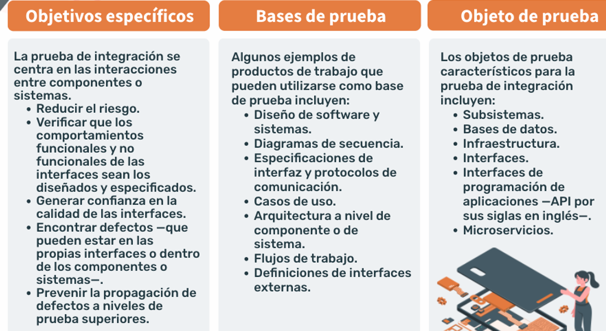 Objetivos específicos
La prueba de integración se
centra en las interacciones
entre componentes o
sistemas.
• Reducir el riesgo.
• Verificar que los
comportamientos
funcionales y no
funcionales de las
interfaces sean los
diseñados y especificados.
• Generar confianza en la
calidad de las interfaces.
• Encontrar defectos —que
pueden estar en las
propias interfaces o dentro
de los componentes o
sistemas—.
• Prevenir la propagación de
defectos a niveles de
prueba superiores.
Bases de prueba
Algunos ejemplos de
productos de trabajo que
pueden utilizarse como base
de prueba incluyen:
• Diseño de software y
sistemas.
• Diagramas de secuencia.
• Especificaciones de
interfaz y protocolos de
comunicación.
• Casos de uso.
• Arquitectura a nivel de
componente o de
sistema.
• Flujos de trabajo.
• Definiciones de interfaces
externas.
Objeto de prueba
Los objetos de prueba
característicos para la
prueba de integración
incluyen:
• Subsistemas.
• Bases de datos.
• Infraestructura.
• Interfaces.
• Interfaces de
programación de
aplicaciones —API por
sus siglas en inglés—.
• Microservicios.